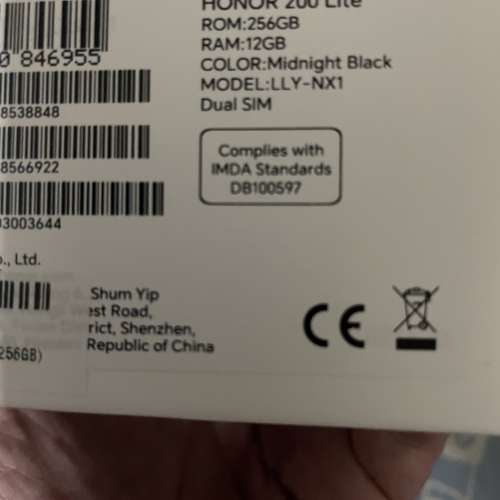 HONOR 200 Lite
ROM:256GB
RAM:12GB
COLOR:Midnight Black
MODEL:LLY-NX1
Dual SIM
0 846955
8538848
8566922
03003644
Complies with
IMDA Standards
DB100597
o., Ltd.
Shum Yip
est Road,
rict, Shenzhen,
Republic of China
256GB)
CE